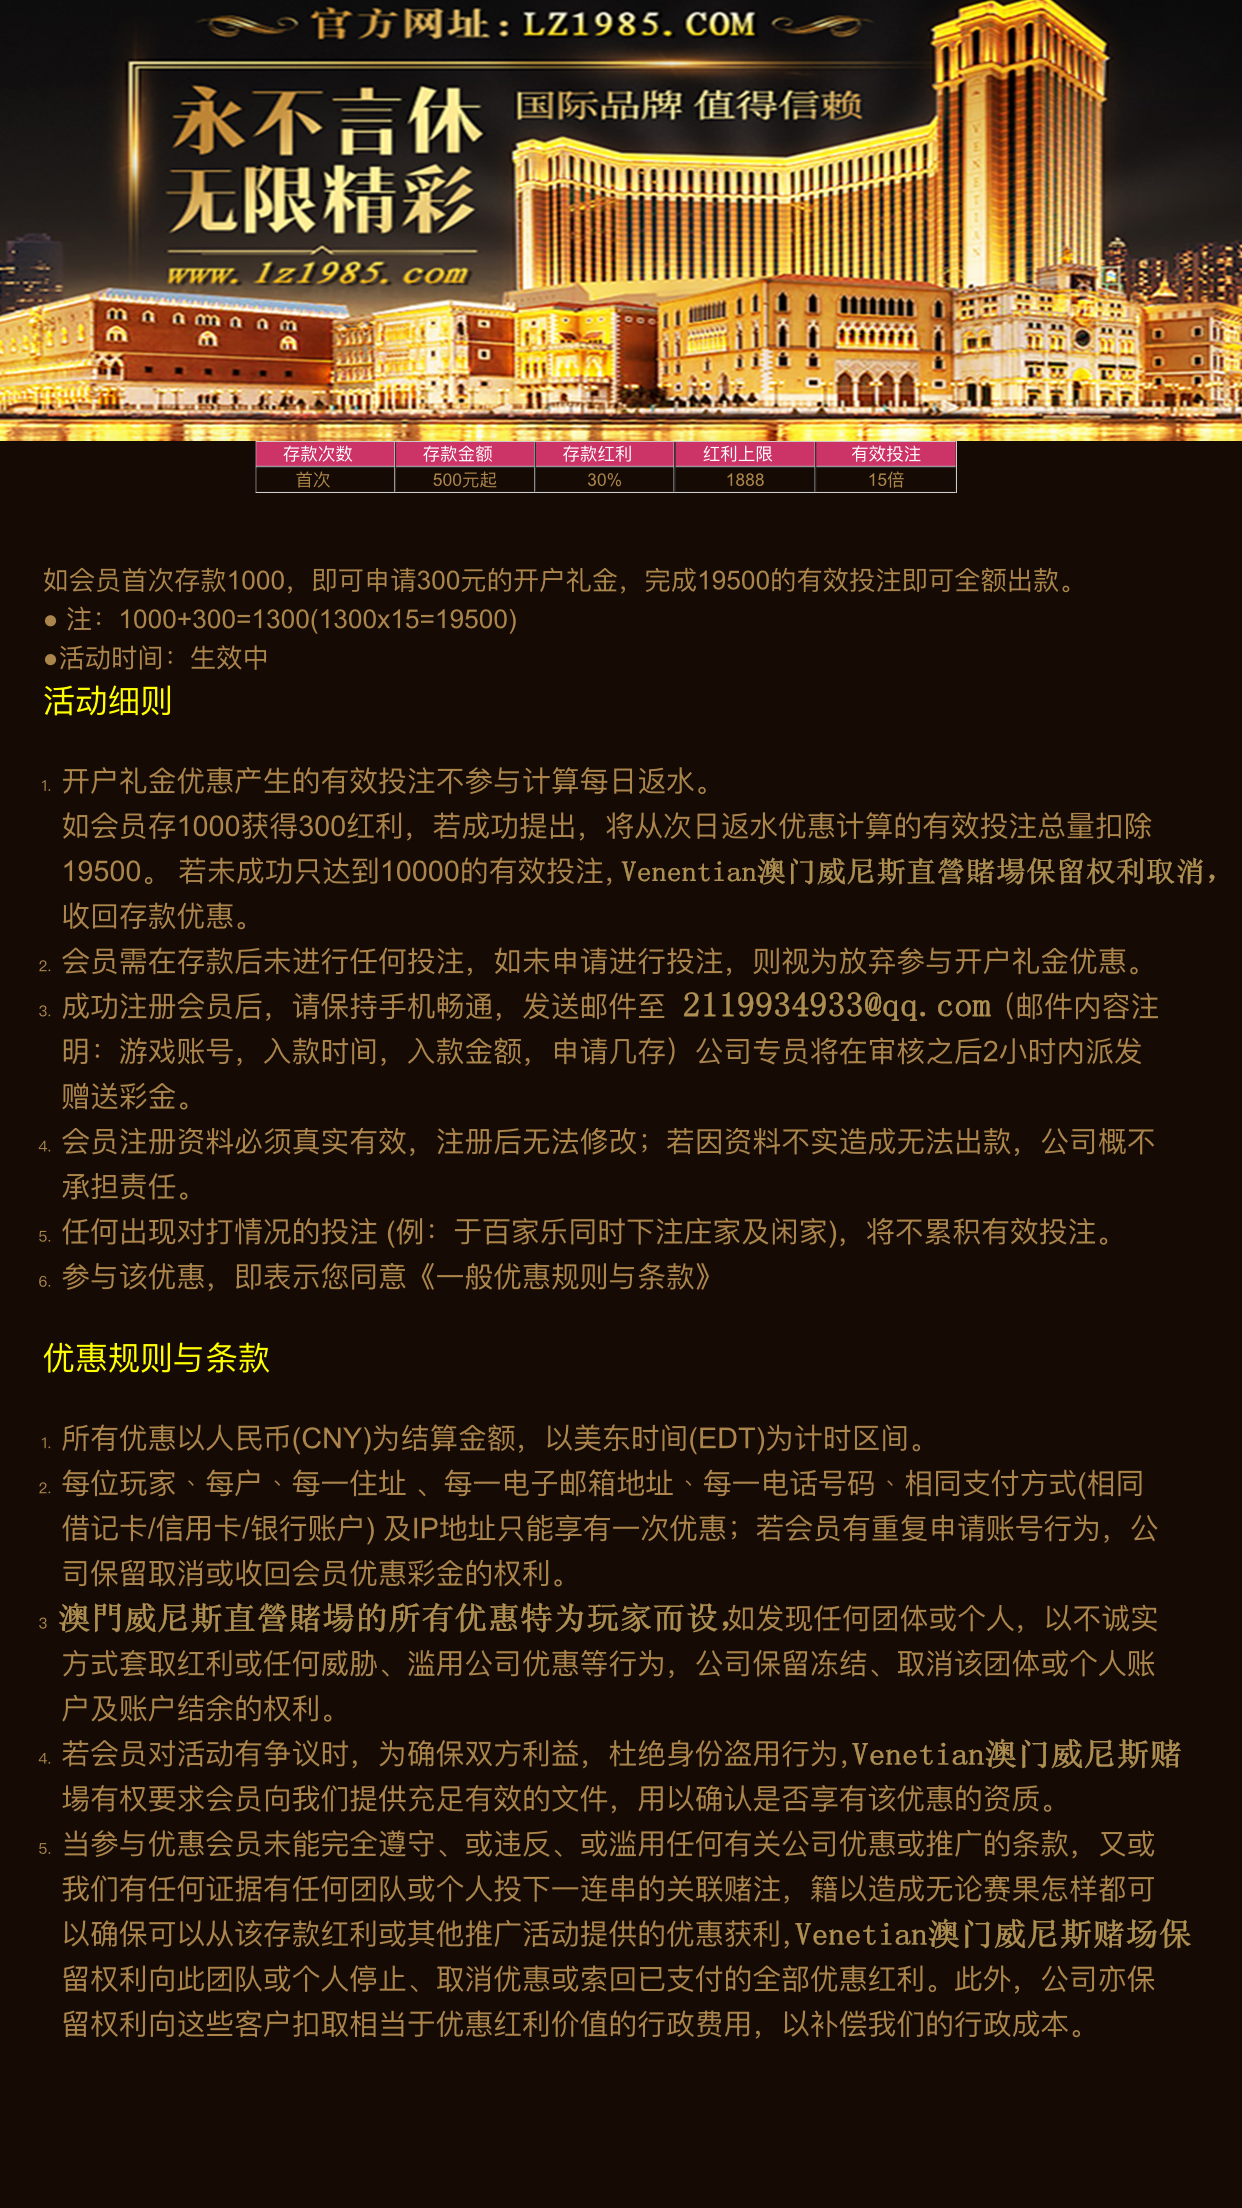 官方网址:LZ1985.COM
永不言休 国际品牌 值得信赖
无限精彩
www.1z1985.com
VENETIAN
存款次数 存款金额 存款红利 红利上限 有效投注
首次 500元起 30% 1888 15倍
如会员首次存款1000，即可申请300元的开户礼金，完成19500的有效投注即可全额出款。
● 注：1000+300=1300(1300x15=19500)
●活动时间：生效中
活动细则
1. 开户礼金优惠产生的有效投注不参与计算每日返水。
如会员存1000获得300红利，若成功提出，将从次日返水优惠计算的有效投注总量扣除
19500。 若未成功只达到10000的有效投注,Venentian澳门威尼斯直營賭場保留权利取消，
收回存款优惠。
2. 会员需在存款后未进行任何投注，如未申请进行投注，则视为放弃参与开户礼金优惠。
3. 成功注册会员后，请保持手机畅通，发送邮件至 2119934933@qq.com（邮件内容注
明：游戏账号，入款时间，入款金额，申请几存）公司专员将在审核之后2小时内派发
赠送彩金。
4. 会员注册资料必须真实有效，注册后无法修改；若因资料不实造成无法出款，公司概不
承担责任。
5. 任何出现对打情况的投注 (例：于百家乐同时下注庄家及闲家)，将不累积有效投注。
6. 参与该优惠，即表示您同意《一般优惠规则与条款》
优惠规则与条款
1. 所有优惠以人民币(CNY)为结算金额，以美东时间(EDT)为计时区间。
2. 每位玩家﹑每户﹑每一住址 、每一电子邮箱地址﹑每一电话号码﹑相同支付方式(相同
借记卡/信用卡/银行账户) 及IP地址只能享有一次优惠；若会员有重复申请账号行为，公
司保留取消或收回会员优惠彩金的权利。
3 澳門威尼斯直營賭場的所有优惠特为玩家而设,如发现任何团体或个人，以不诚实
方式套取红利或任何威胁、滥用公司优惠等行为，公司保留冻结、取消该团体或个人账
户及账户结余的权利。
4. 若会员对活动有争议时，为确保双方利益，杜绝身份盗用行为,Venetian澳门威尼斯赌
場有权要求会员向我们提供充足有效的文件，用以确认是否享有该优惠的资质。
5. 当参与优惠会员未能完全遵守、或违反、或滥用任何有关公司优惠或推广的条款，又或
我们有任何证据有任何团队或个人投下一连串的关联赌注，籍以造成无论赛果怎样都可
以确保可以从该存款红利或其他推广活动提供的优惠获利,Venetian澳门威尼斯赌场保
留权利向此团队或个人停止、取消优惠或索回已支付的全部优惠红利。此外，公司亦保
留权利向这些客户扣取相当于优惠红利价值的行政费用，以补偿我们的行政成本。